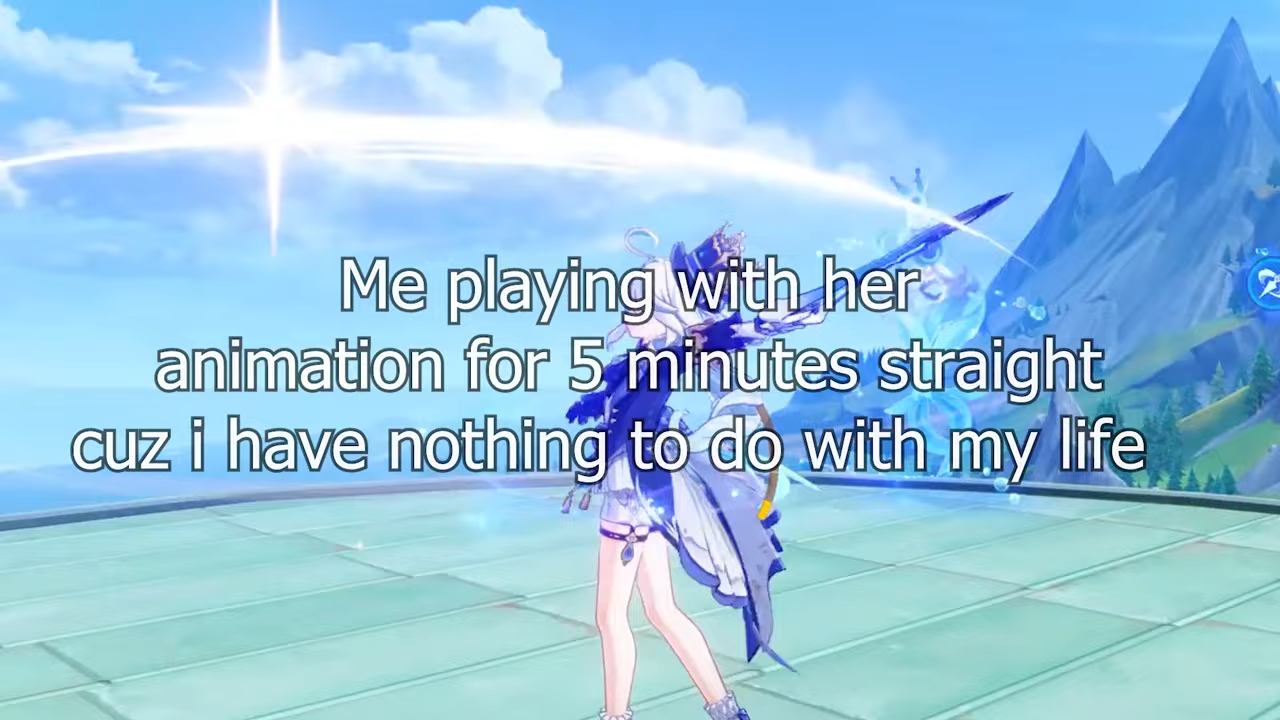 Me playing with her
animation for 5 minutes straight
cuz i have nothing to do with my life